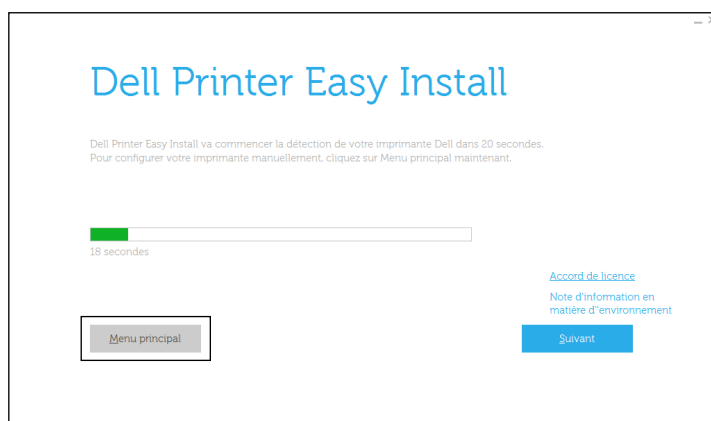 Dell Printer Easy Install
Dell Printer Easy Install va commencer la détection de votre imprimante Dell dans 20 secondes.
Pour configurer votre imprimante manuellement, cliquez sur Menu principal maintenant.
18 secondes
Accord de licence
Note d'information en
matière d"environnement
Menu principal
Suivant